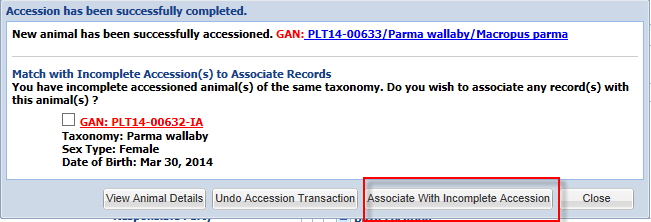 Accession has been successfully completed.
New animal has been successfully accessioned. GAN: PLT14-00633/Parma wallaby/Macropus parma
Match with Incomplete Accession(s) to Associate Records
You have incomplete accessioned animal(s) of the same taxonomy. Do you wish to associate any record(s) with
this animal(s) ?
GAN: PLT14-00632-IA
Taxonomy: Parma wallaby
Sex Type: Female
Date of Birth: Mar 30, 2014
View Animal Details Undo Accession Transaction Associate With Incomplete Accession Close